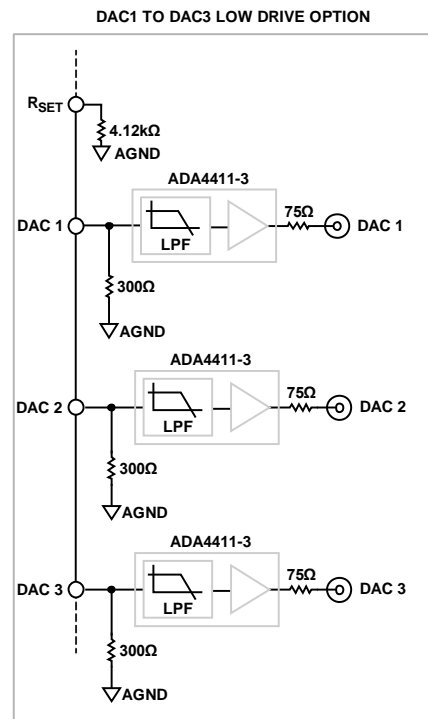 DAC1 TO DAC3 LOW DRIVE OPTION
RSET
4.12kΩ
AGND
ADA4411-3
DAC 1
LPF
75Ω
DAC 1
300Ω
AGND
ADA4411-3
DAC 2
LPF
75Ω
DAC 2
300Ω
AGND
ADA4411-3
DAC 3
LPF
75Ω
DAC 3
300Ω
AGND